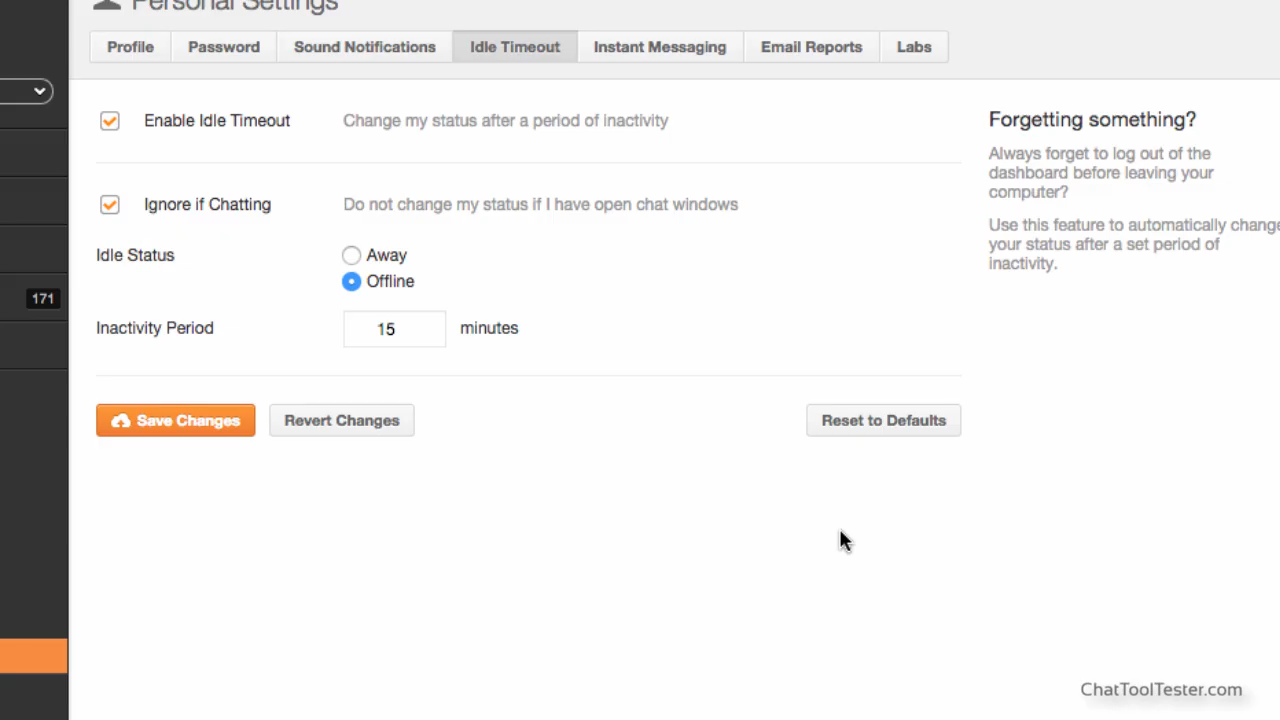 Personal Settings
Profile Password Sound Notifications Idle Timeout Instant Messaging Email Reports Labs
Enable Idle Timeout Change my status after a period of inactivity
Ignore if Chatting Do not change my status if I have open chat windows
Idle Status Away
Offline
Inactivity Period 15 minutes
Save Changes Revert Changes Reset to Defaults
Forgetting something?
Always forget to log out of the
dashboard before leaving your
computer?
Use this feature to automatically change
your status after a set period of
inactivity.
171
ChatToolTester.com